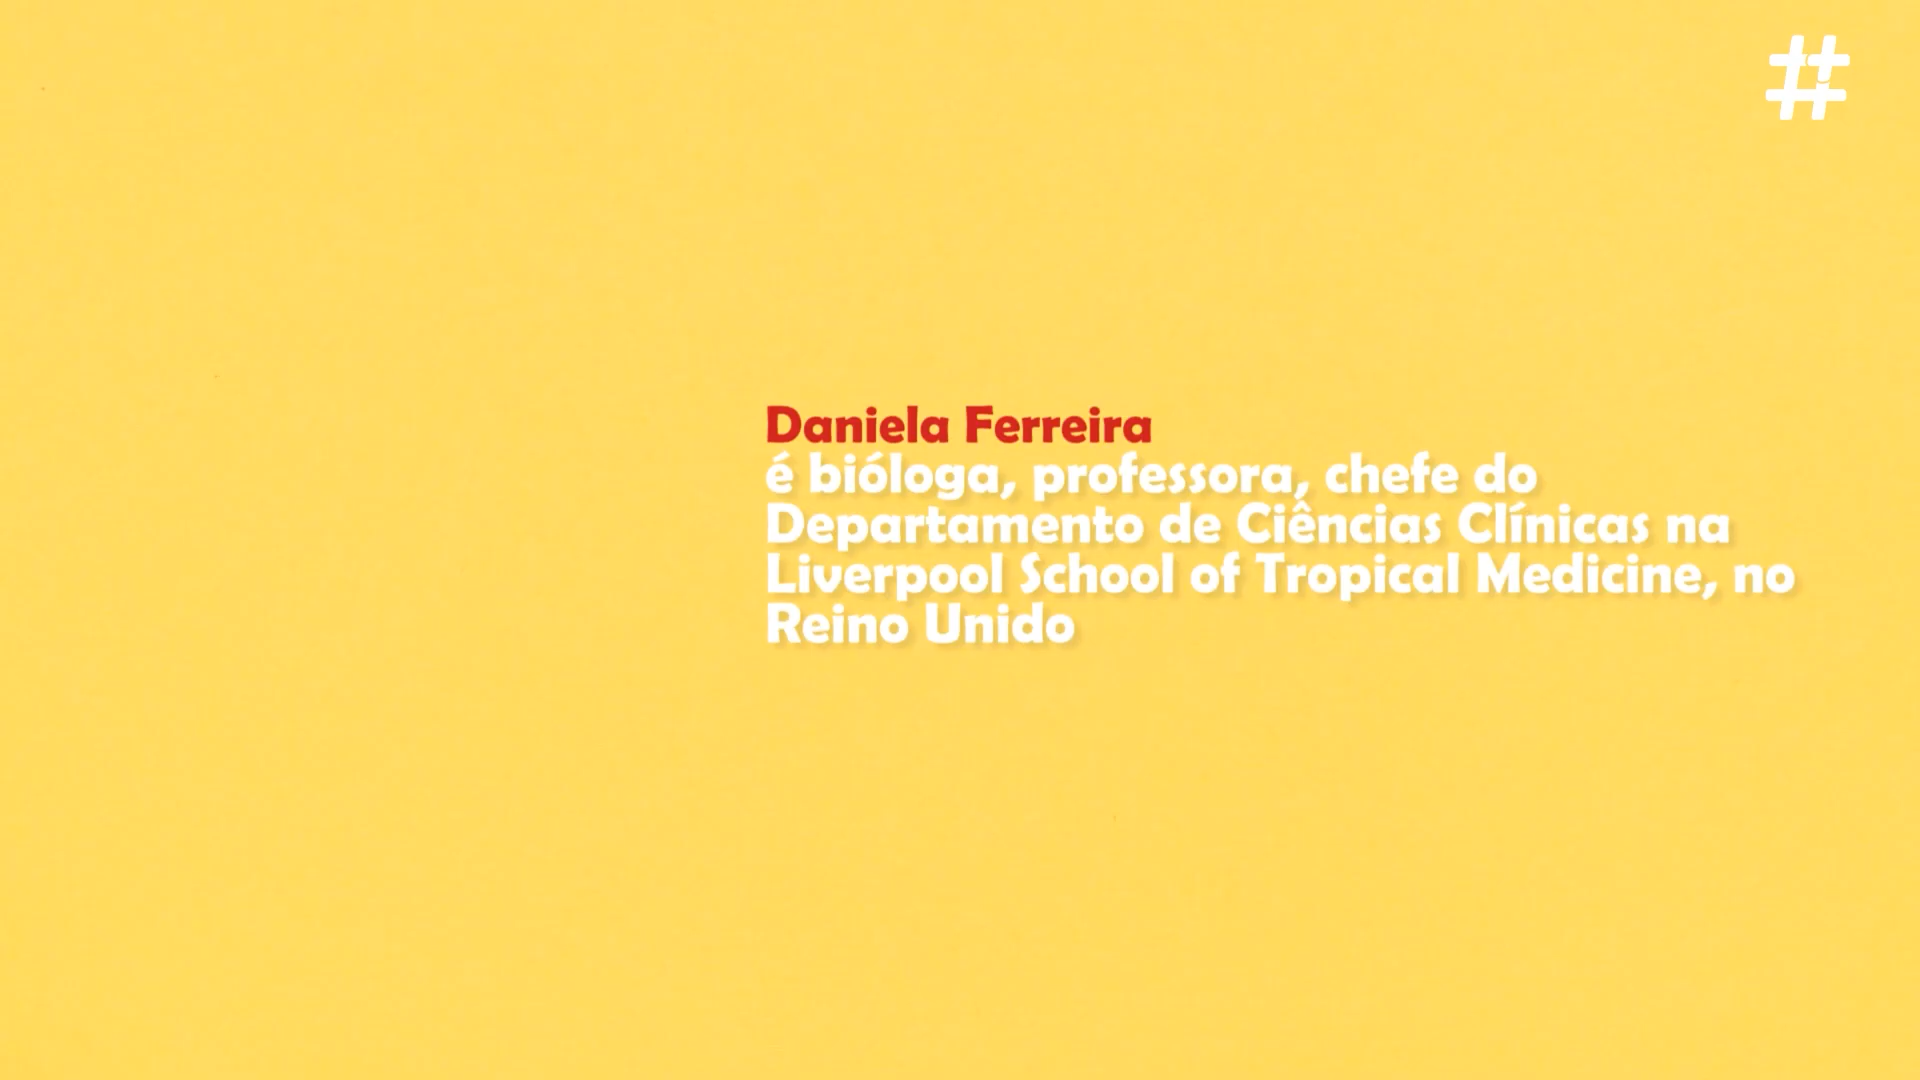 #
Daniela Ferreira
é bióloga, professora, chefe do
Departamento de Ciências Clínicas na
Liverpool School of Tropical Medicine, no
Reino Unido